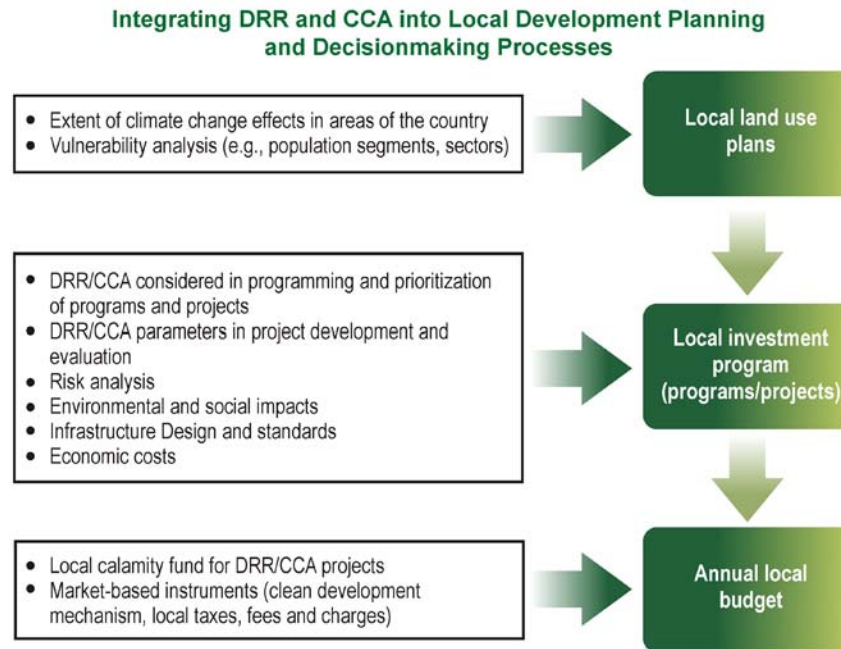 Integrating DRR and CCA into Local Development Planning
and Decisionmaking Processes
• Extent of climate change effects in areas of the country
• Vulnerability analysis (e.g., population segments, sectors)
Local land use
plans
• DRR/CCA considered in programming and prioritization
of programs and projects
• DRR/CCA parameters in project development and
evaluation
• Risk analysis
• Environmental and social impacts
• Infrastructure Design and standards
• Economic costs
Local investment
program
(programs/projects)
• Local calamity fund for DRR/CCA projects
• Market-based instruments (clean development
mechanism, local taxes, fees and charges)
Annual local
budget